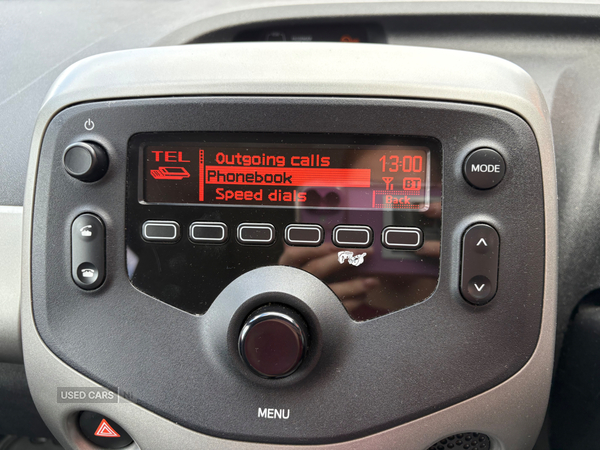 TEL
Outgoing calls
13:00
Phonebook
BT
Speed dials
Back
MODE
MENU
USED CARS